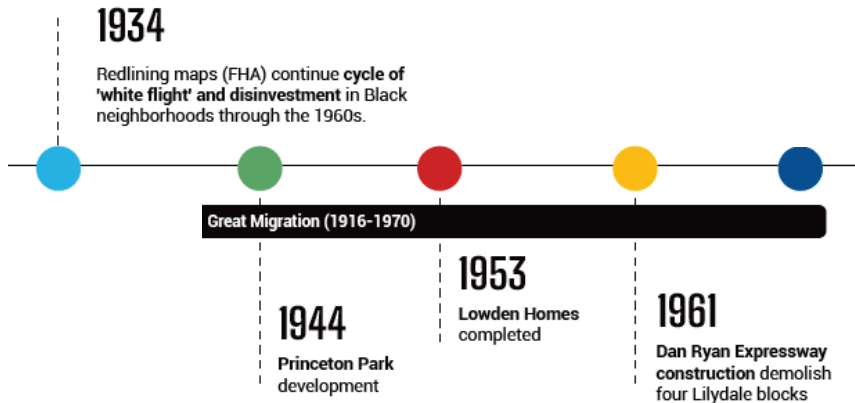 1934
Redlining maps (FHA) continue cycle of
'white flight' and disinvestment in Black
neighborhoods through the 1960s.
Great Migration (1916-1970)
1944
Princeton Park
development
1953
Lowden Homes
completed
1961
Dan Ryan Expressway
construction demolish
four Lilydale blocks